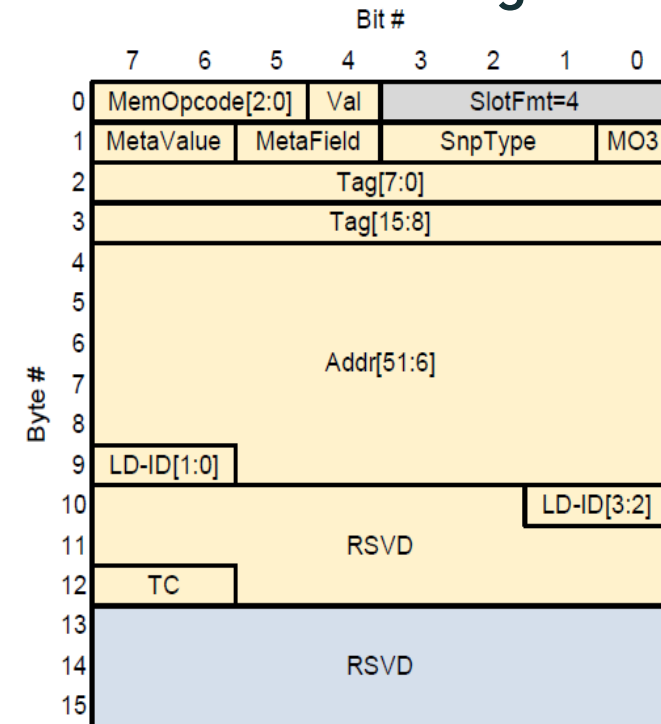 Bit #
7 6 5 4 3 2 1 0
0 MemOpcode[2:0] Val SlotFmt=4
1 MetaValue MetaField SnpType MO3
2 Tag[7:0]
3 Tag[15:8]
4
5
6 Addr[51:6]
7
8
Byte #
9 LD-ID[1:0]
10 LD-ID[3:2]
11 RSVD
12 TC
13
14 RSVD
15